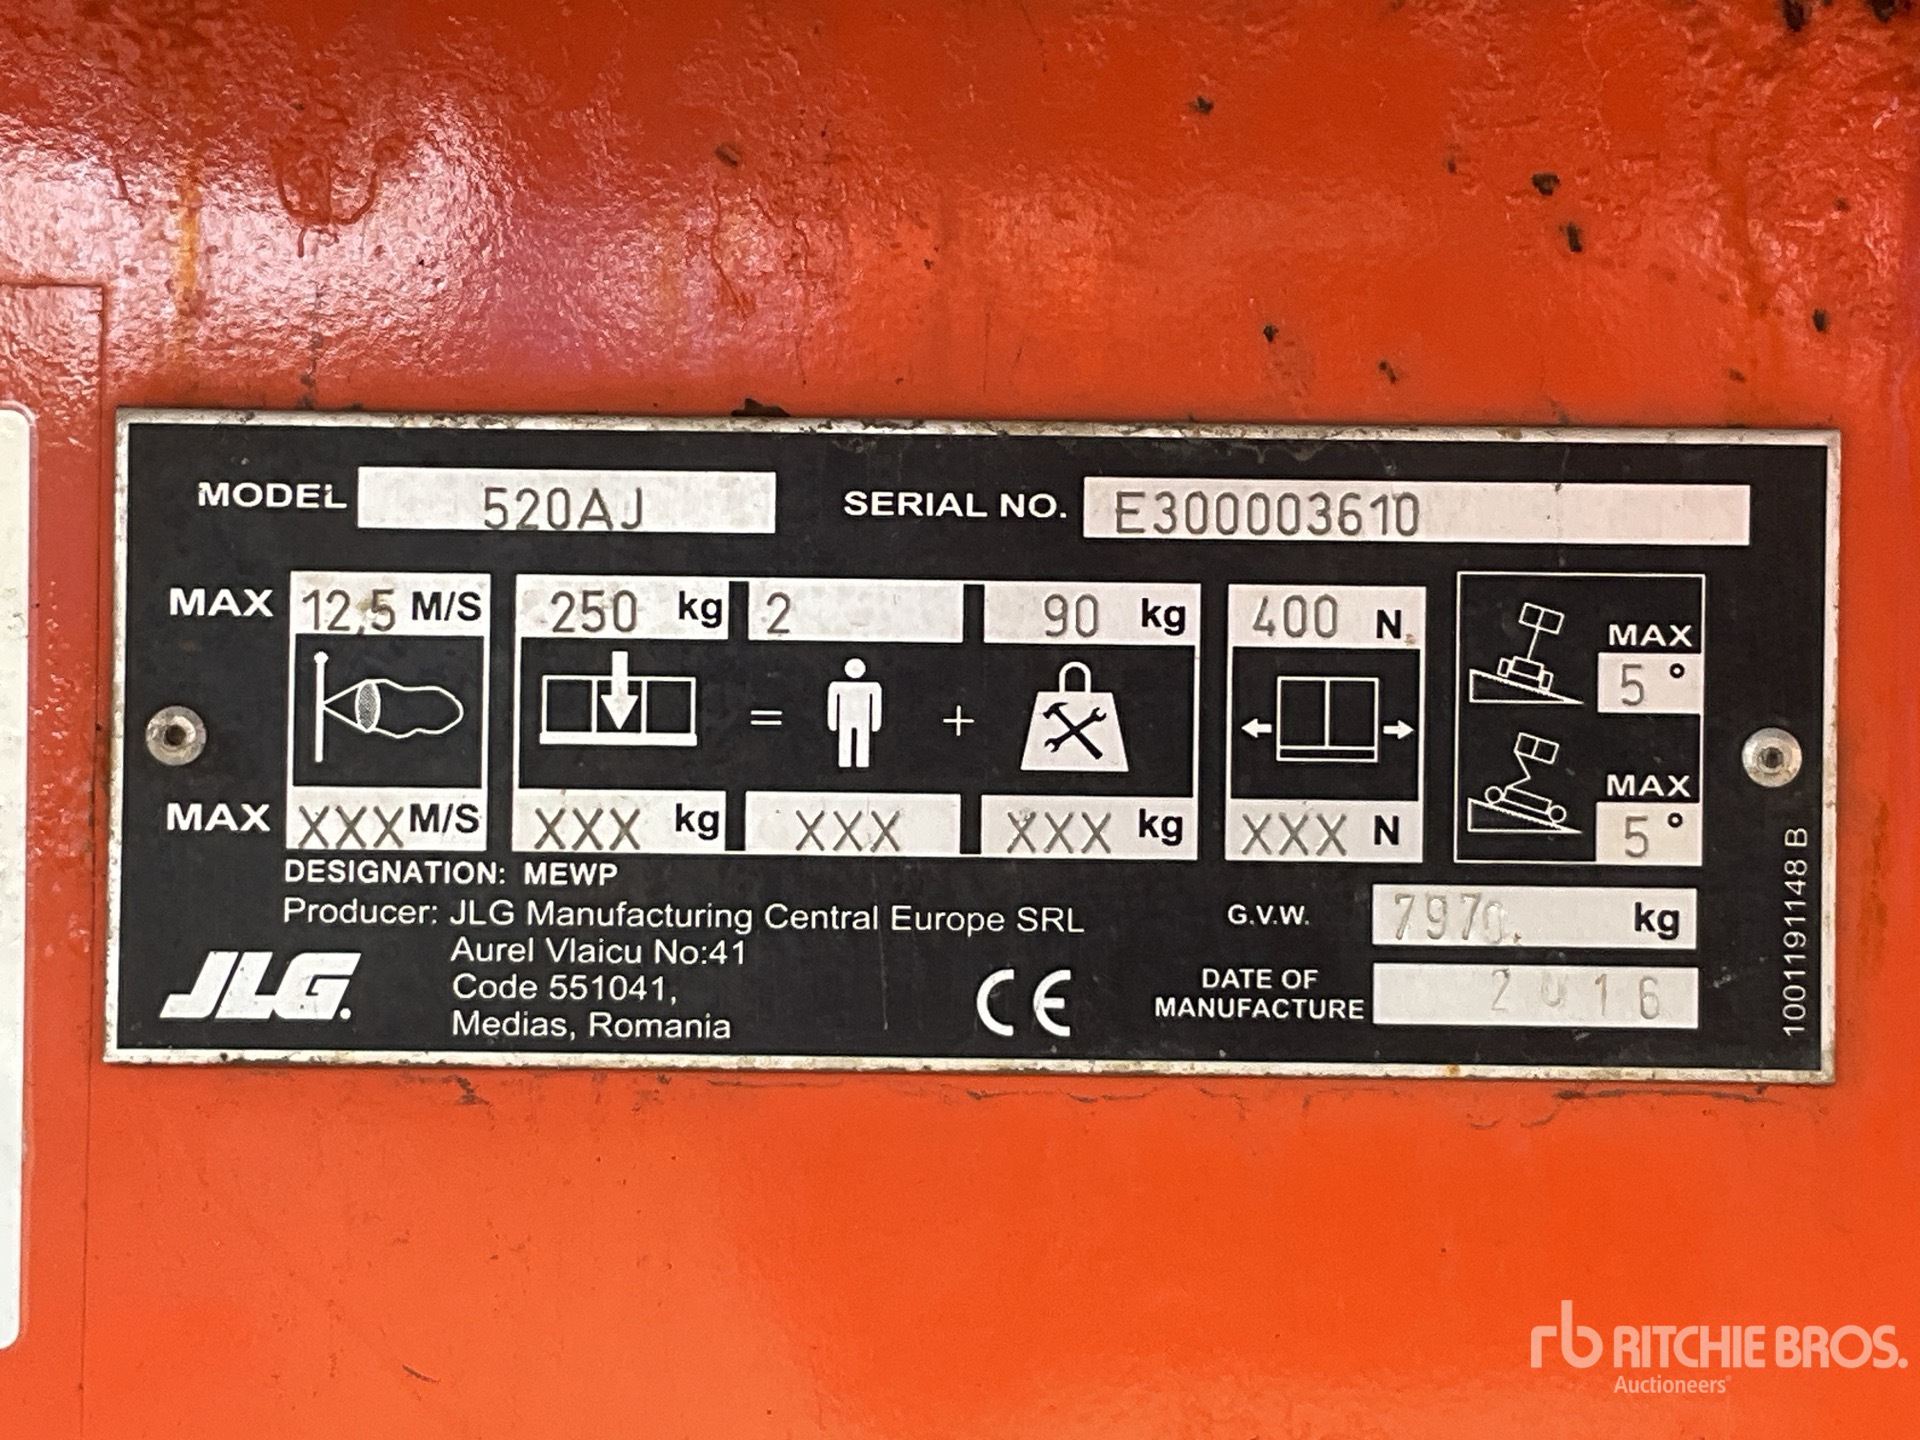 MODEL 520AJ SERIAL NO. E300003610
MAX 12,5 M/S 250 kg 2 90 kg 400 N
MAX 5°
= +
MAX 5°
MAX XXX M/S XXX kg XXX XXX kg XXX N
DESIGNATION: MEWP
Producer: JLG Manufacturing Central Europe SRL
Aurel Vlaicu No:41
Code 551041,
Medias, Romania
JLG.
CE
G.V.W. 7970. kg
DATE OF
MANUFACTURE 2016
1001191148 B
rb RITCHIE BROS.
Auctioneers